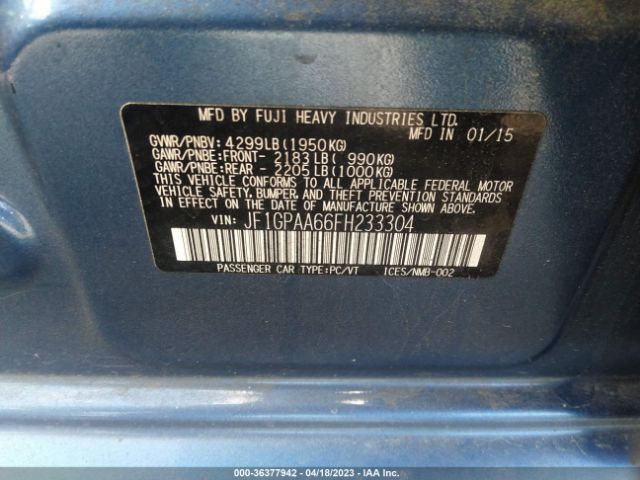 MFD BY FUJI HEAVY INDUSTRIES LTD.
MFD IN 01/15
GVWR/PNBV: 4299LB(1950KG)
GAWR/PNBE:FRONT- 2183LB( 990KG)
GAWR/PNBE:REAR - 2205LB(1000KG)
THIS VEHICLE CONFORMS TO ALL APPLICABLE FEDERAL MOTOR
VEHICLE SAFETY, BUMPER, AND THEFT PREVENTION STANDARDS
IN EFFECT ON THE DATE OF MANUFACTURE SHOWN ABOVE.
VIN: JF1GPAA66FH233304
PASSENGER CAR TYPE:PC/VT ICES/NMB-002
000-36377942 / 04/18/2023 - IAA Inc.